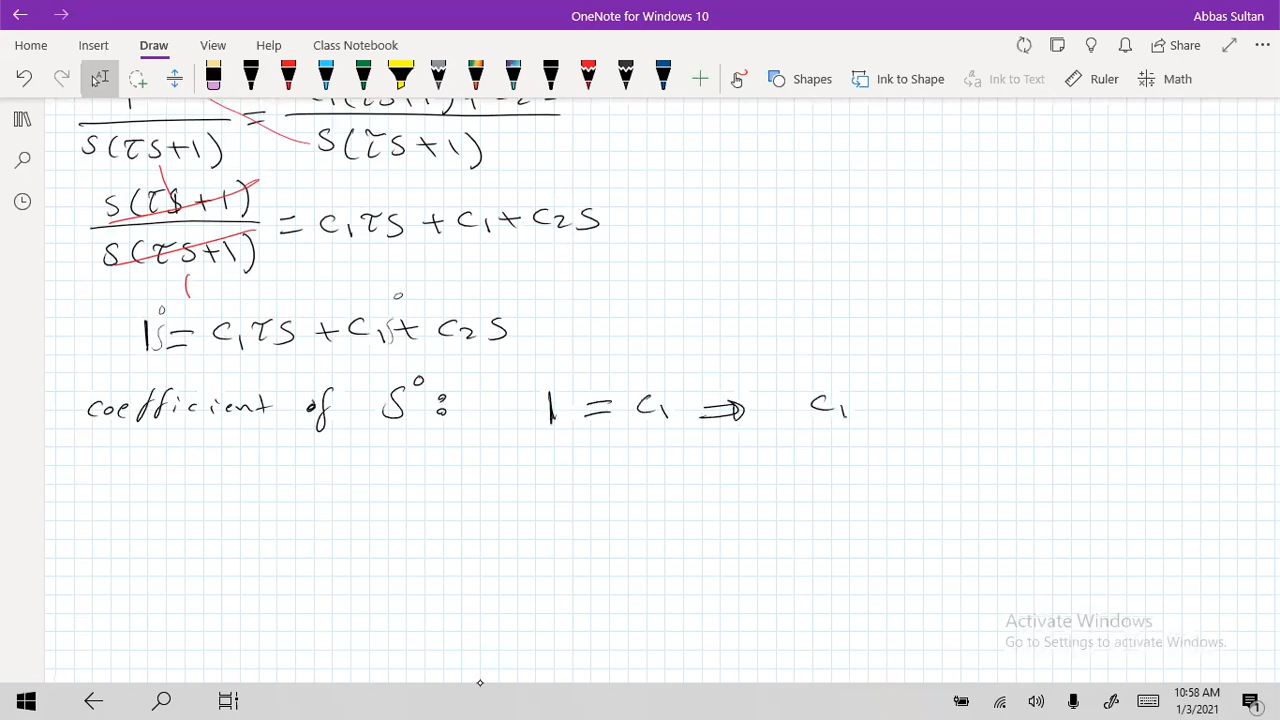 OneNote for Windows 10
Abbas Sultan
Home Insert Draw View Help Class Notebook Share
Shapes Ink to Shape Ink to Text Ruler Math
S(τS+1) = S(τS+1)
S(τS+1)
S(τS+1) = C1τS + C1 + C2S
1S⁰ = C1τS + C1S⁰ + C2S
coefficient of S⁰: 1 = C1 ⇒ C1
Activate Windows
Go to Settings to activate Windows.
10:58 AM
1/3/2021